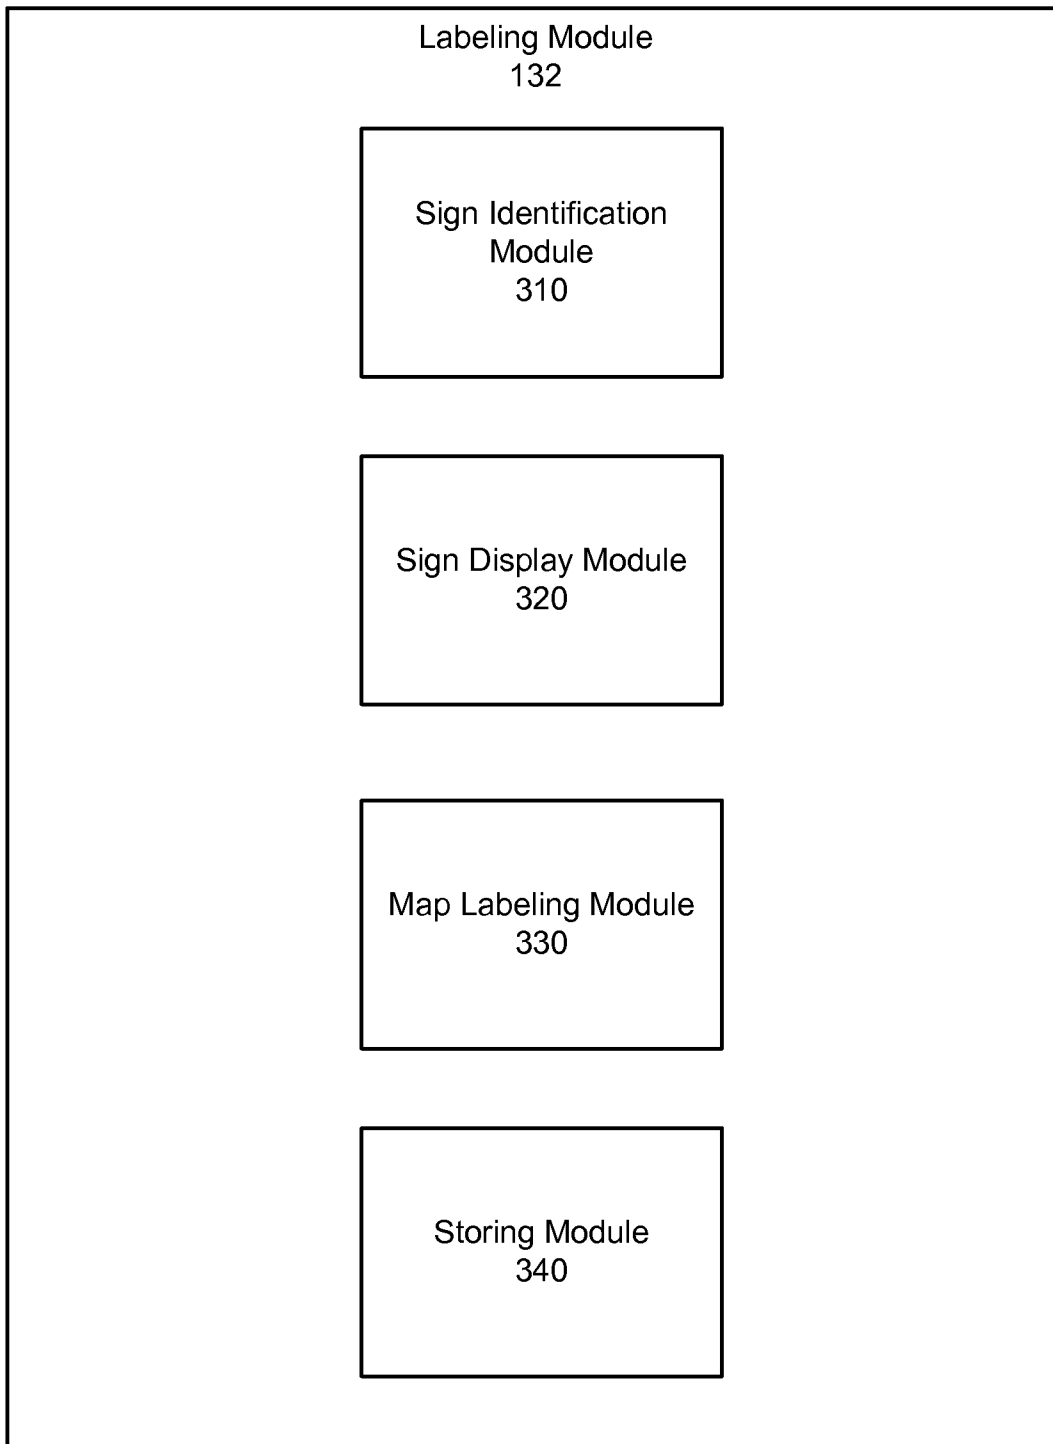 Labeling Module
132
Sign Identification
Module
310
Sign Display Module
320
Map Labeling Module
330
Storing Module
340